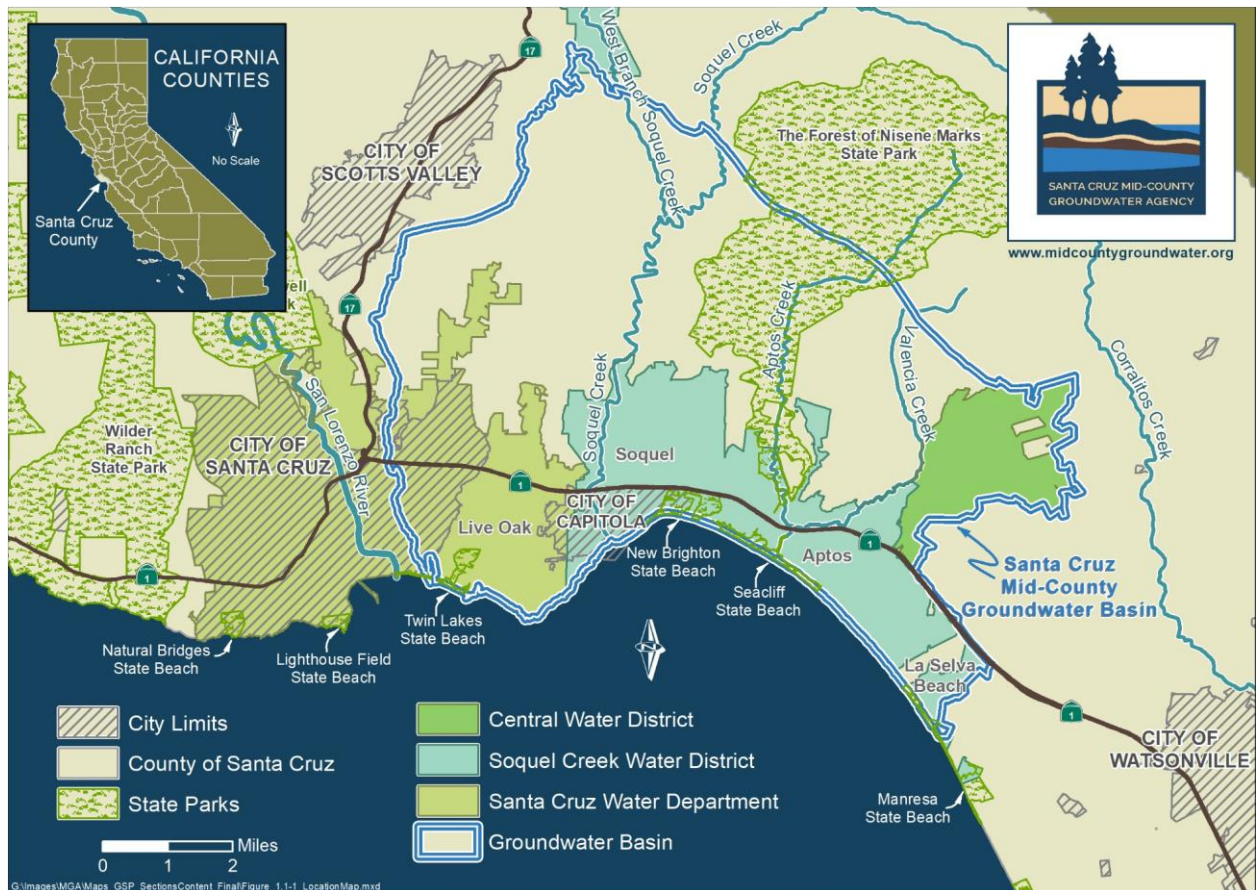 CALIFORNIA
COUNTIES
No Scale
Santa Cruz
County
17
West Branch Soquel Creek
Soquel Creek
SANTA CRUZ MID-COUNTY
GROUNDWATER AGENCY
www.midcountygroundwater.org
CITY OF
SCOTTS VALLEY
The Forest of Nisene Marks
State Park
17
Aptos Creek
Valencia Creek
Corralitos Creek
Soquel Creek
San Lorenzo River
Wilder
Ranch
State Park
CITY OF
SANTA CRUZ
Soquel
1
Live Oak
CITY OF
CAPITOLA
New Brighton
State Beach
Aptos
1
Seacliff
State Beach
Santa Cruz
Mid-County
Groundwater Basin
1
Twin Lakes
State Beach
Natural Bridges
State Beach
Lighthouse Field
State Beach
La Selva
Beach
1
CITY OF
WATSONVILLE
Manresa
State Beach
City Limits
County of Santa Cruz
State Parks
Central Water District
Soquel Creek Water District
Santa Cruz Water Department
Groundwater Basin
Miles
0 1 2
G:\Images\MGA\Maps_GSP_SectionsContent_Final\Figure_1.1-1_LocationMap.mxd